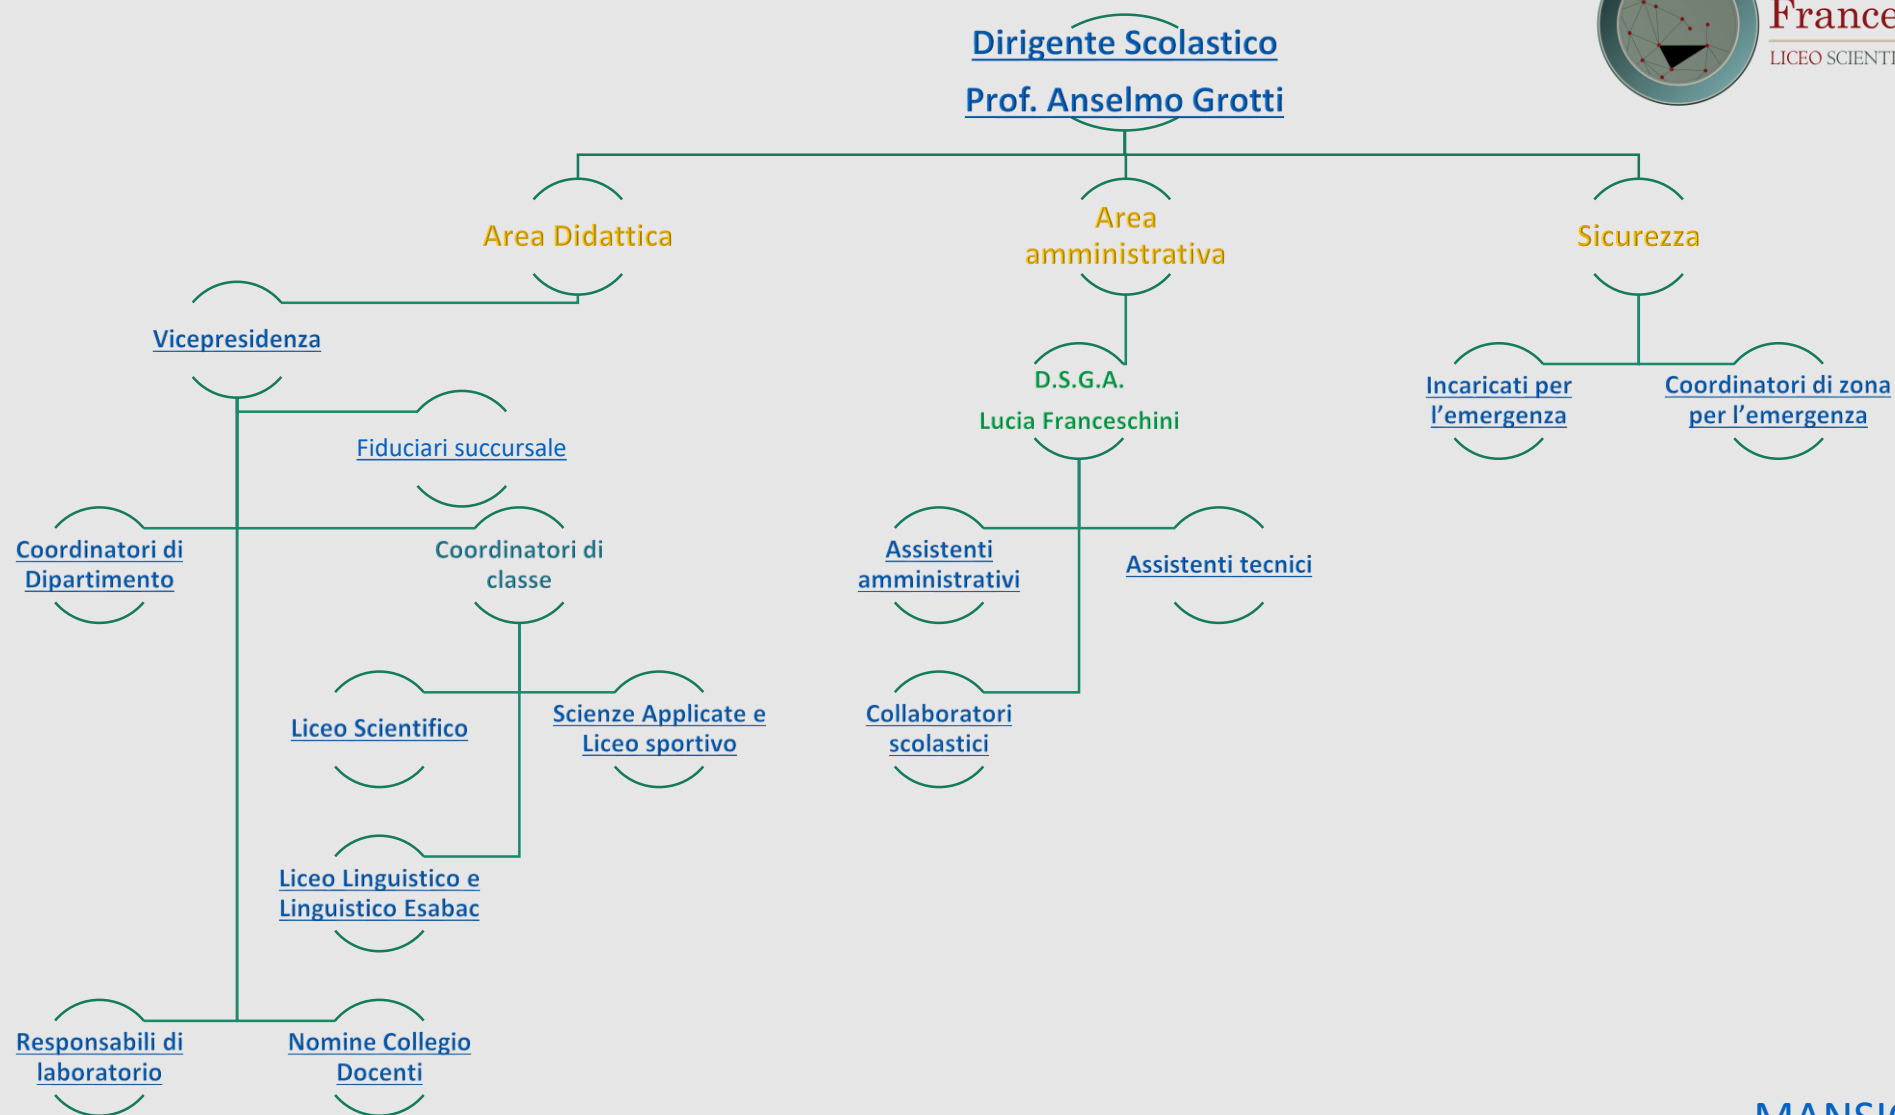 Dirigente Scolastico
Prof. Anselmo Grotti
LICEO
Area Didattica
Area
amministrativa
Sicurezza
Vicepresidenza
D.S.G.A.
Lucia Franceschini
Incaricati per
l'emergenza
Coordinatori di zona
per l'emergenza
Fiduciari succursale
Coordinatori di
Dipartimento
Coordinatori di
classe
Assistenti
amministrativi
Assistenti tecnici
Liceo Scientifico
Scienze Applicate e
Liceo sportivo
Collaboratori
scolastici
Liceo Linguistico e
Linguistico Esabac
Responsabili di
laboratorio
Nomine Collegio
Docenti